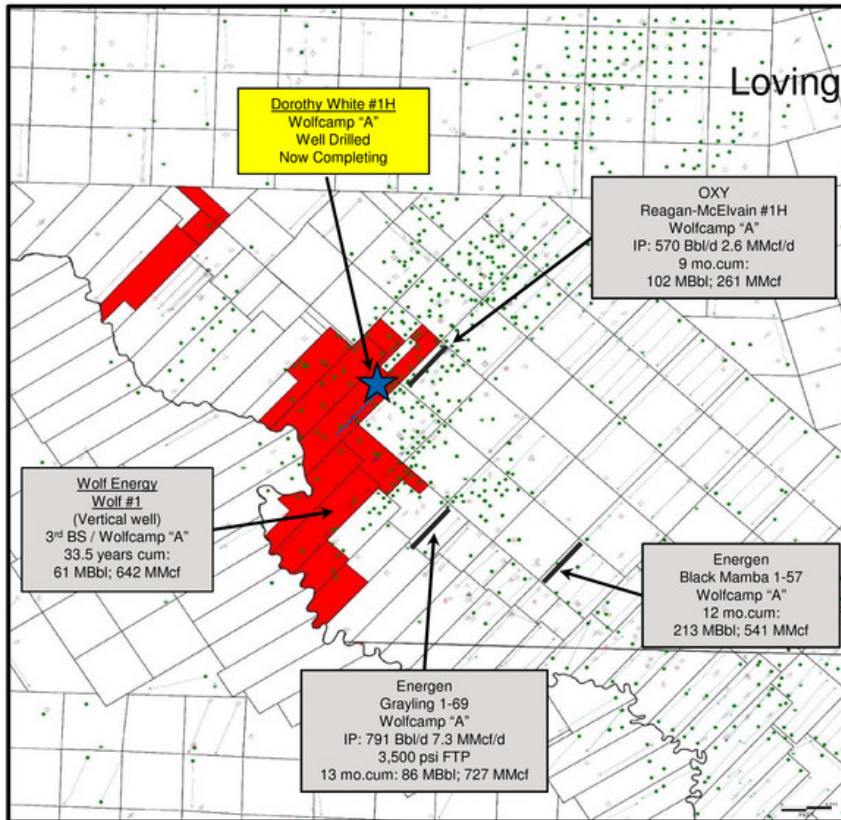 Loving
Dorothy White #1H
Wolfcamp “A”
Well Drilled
Now Completing
OXY
Reagan-McElvain #1H
Wolfcamp “A”
IP: 570 Bbl/d 2.6 MMcf/d
9 mo.cum:
102 MBbl; 261 MMcf
Wolf Energy
Wolf #1
(Vertical well)
3rd BS / Wolfcamp “A”
33.5 years cum:
61 MBbl; 642 MMcf
Energen
Black Mamba 1-57
Wolfcamp “A”
12 mo.cum:
213 MBbl; 541 MMcf
Energen
Grayling 1-69
Wolfcamp “A”
IP: 791 Bbl/d 7.3 MMcf/d
3,500 psi FTP
13 mo.cum: 86 MBbl; 727 MMcf